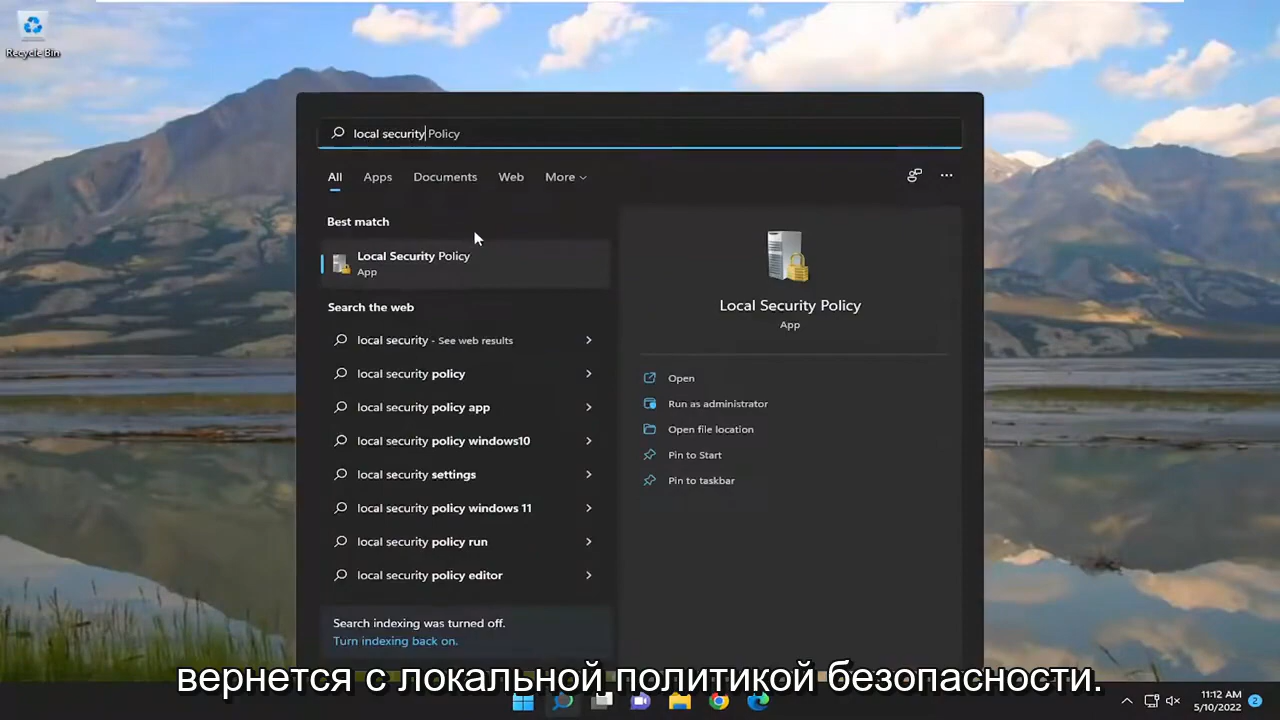 Recycle Bin
local security Policy
All Apps Documents Web More
Best match
Local Security Policy
App
Search the web
local security - See web results
local security policy
local security policy app
local security policy windows10
local security settings
local security policy windows 11
local security policy run
local security policy editor
Search indexing was turned off.
Turn indexing back on.
Local Security Policy
App
Open
Run as administrator
Open file location
Pin to Start
Pin to taskbar
вернется с локальной политикой безопасности.
11:12 AM
5/10/2022
2